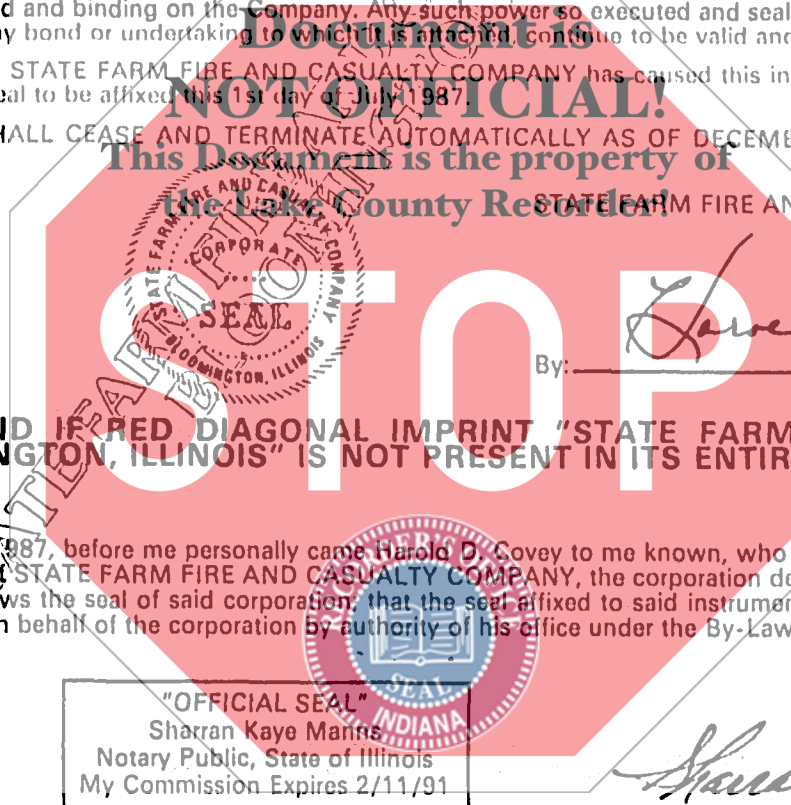 d and binding on the Company. Any such power so executed and seal
y bond or undertaking to which it is attached, continue to be valid and
Document is
STATE FARM FIRE AND CASUALTY COMPANY has caused this in
eal to be affixed this 1st day of July 1987.
NOT OFFICIAL!
HALL CEASE AND TERMINATE AUTOMATICALLY AS OF DECEMBE
This Document is the property of
the Lake County Recorder!
STATE FARM FIRE AN
STATE FARM FIRE AND CASUALTY COMPANY
CORPORATE
SEAL
BLOOMINGTON, ILLINOIS
STOP
By:
ID IF RED DIAGONAL IMPRINT "STATE FARM
NGTON, ILLINOIS" IS NOT PRESENT IN ITS ENTIR
987, before me personally came Harold D. Covey to me known, who
STATE FARM FIRE AND CASUALTY COMPANY, the corporation de
ws the seal of said corporation, that the seal affixed to said instrumen
n behalf of the corporation by authority of his office under the By-Law
RECORDER'S OFFICE
SEAL
INDIANA
"OFFICIAL SEAL"
Sharran Kaye Manns
Notary Public, State of Illinois
My Commission Expires 2/11/91